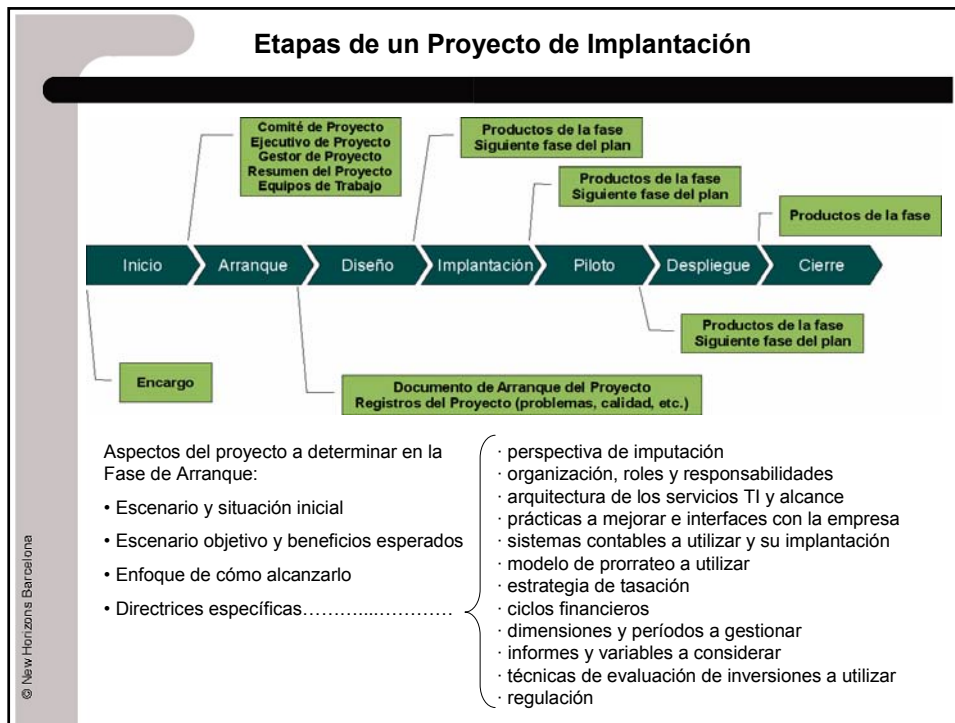 Etapas de un Proyecto de Implantación
Comité de Proyecto
Ejecutivo de Proyecto
Gestor de Proyecto
Resumen del Proyecto
Equipos de Trabajo
Productos de la fase
Siguiente fase del plan
Productos de la fase
Siguiente fase del plan
Productos de la fase
Inicio
Arranque
Diseño
Implantación
Piloto
Despliegue
Cierre
Productos de la fase
Siguiente fase del plan
Encargo
Documento de Arranque del Proyecto
Registros del Proyecto (problemas, calidad, etc.)
Aspectos del proyecto a determinar en la
Fase de Arranque:
• Escenario y situación inicial
• Escenario objetivo y beneficios esperados
• Enfoque de cómo alcanzarlo
• Directrices específicas………...…………
· perspectiva de imputación
· organización, roles y responsabilidades
· arquitectura de los servicios TI y alcance
· prácticas a mejorar e interfaces con la empresa
· sistemas contables a utilizar y su implantación
· modelo de prorrateo a utilizar
· estrategia de tasación
· ciclos financieros
· dimensiones y períodos a gestionar
· informes y variables a considerar
· técnicas de evaluación de inversiones a utilizar
· regulación
© New Horizons Barcelona